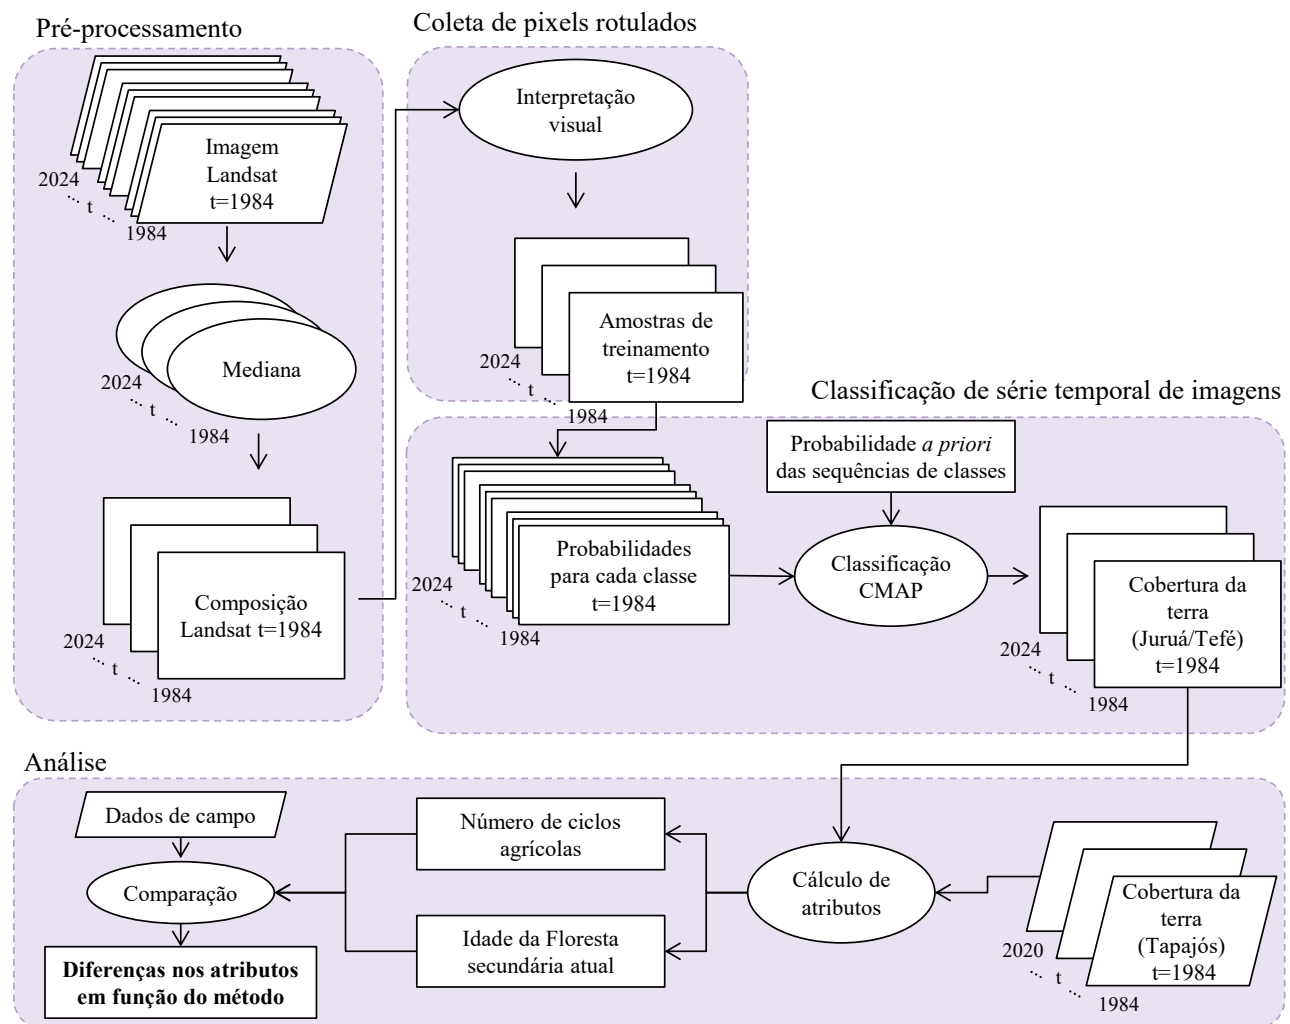 Pré-processamento
Imagem
Landsat
t=1984
2024
... t ...
1984
Mediana
2024
... t ...
1984
Composição
Landsat t=1984
2024
... t ...
1984
Coleta de pixels rotulados
Interpretação
visual
Amostras de
treinamento
t=1984
2024
... t ...
1984
Classificação de série temporal de imagens
Probabilidade a priori
das sequências de classes
Probabilidades
para cada classe
t=1984
2024
... t ...
1984
Classificação
CMAP
Cobertura da
terra
(Juruá/Tefé)
t=1984
2024
... t ...
1984
Análise
Dados de campo
Comparação
Diferenças nos atributos
em função do método
Número de ciclos
agrícolas
Idade da Floresta
secundária atual
Cálculo de
atributos
Cobertura da
terra
(Tapajós)
t=1984
2020
... t ...
1984